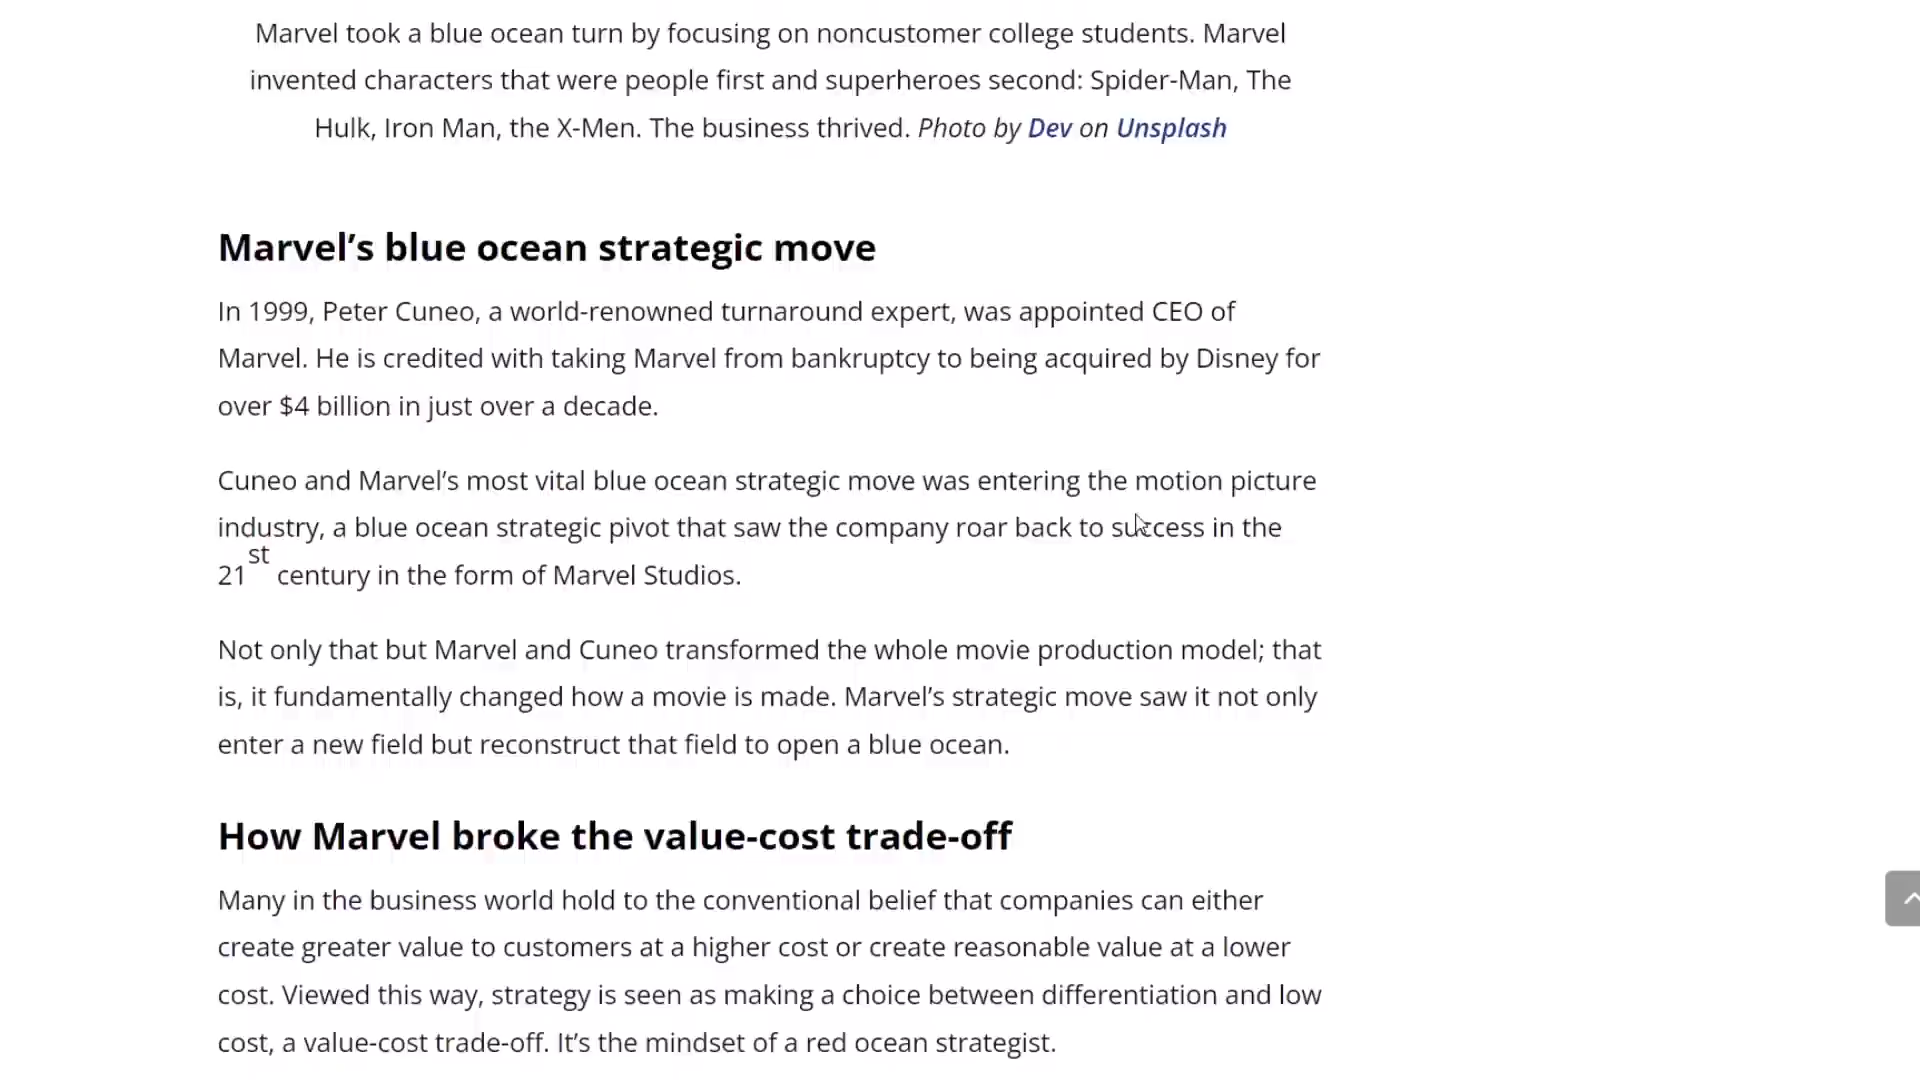 Marvel took a blue ocean turn by focusing on noncustomer college students. Marvel
invented characters that were people first and superheroes second: Spider-Man, The
Hulk, Iron Man, the X-Men. The business thrived. Photo by Dev on Unsplash
Marvel’s blue ocean strategic move
In 1999, Peter Cuneo, a world-renowned turnaround expert, was appointed CEO of
Marvel. He is credited with taking Marvel from bankruptcy to being acquired by Disney for
over $4 billion in just over a decade.
Cuneo and Marvel’s most vital blue ocean strategic move was entering the motion picture
industry, a blue ocean strategic pivot that saw the company roar back to success in the
21st century in the form of Marvel Studios.
Not only that but Marvel and Cuneo transformed the whole movie production model; that
is, it fundamentally changed how a movie is made. Marvel’s strategic move saw it not only
enter a new field but reconstruct that field to open a blue ocean.
How Marvel broke the value-cost trade-off
Many in the business world hold to the conventional belief that companies can either
create greater value to customers at a higher cost or create reasonable value at a lower
cost. Viewed this way, strategy is seen as making a choice between differentiation and low
cost, a value-cost trade-off. It’s the mindset of a red ocean strategist.